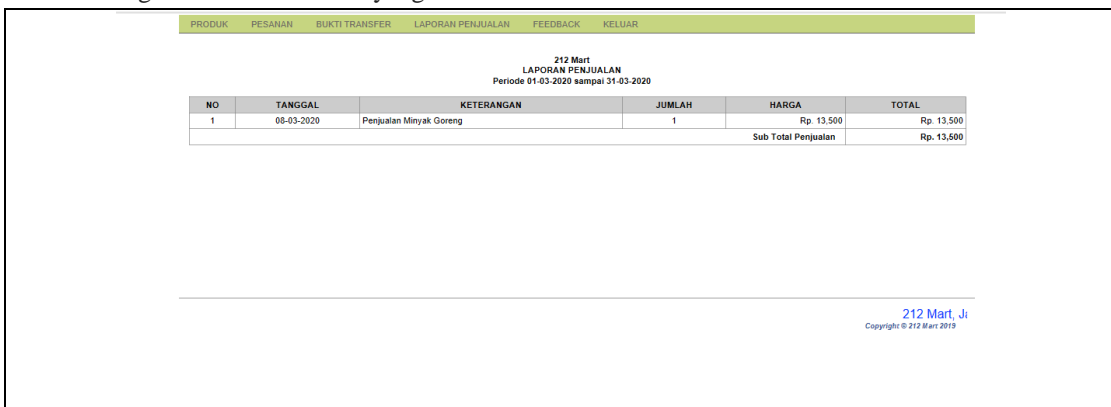 PRODUK PESANAN BUKTI TRANSFER LAPORAN PENJUALAN FEEDBACK KELUAR
212 Mart
LAPORAN PENJUALAN
Periode 01-03-2020 sampai 31-03-2020
NO TANGGAL KETERANGAN JUMLAH HARGA TOTAL
1 08-03-2020 Penjualan Minyak Goreng 1 Rp. 13,500 Rp. 13,500
Sub Total Penjualan Rp. 13,500
212 Mart,
Copyright © 212 Mart 2019